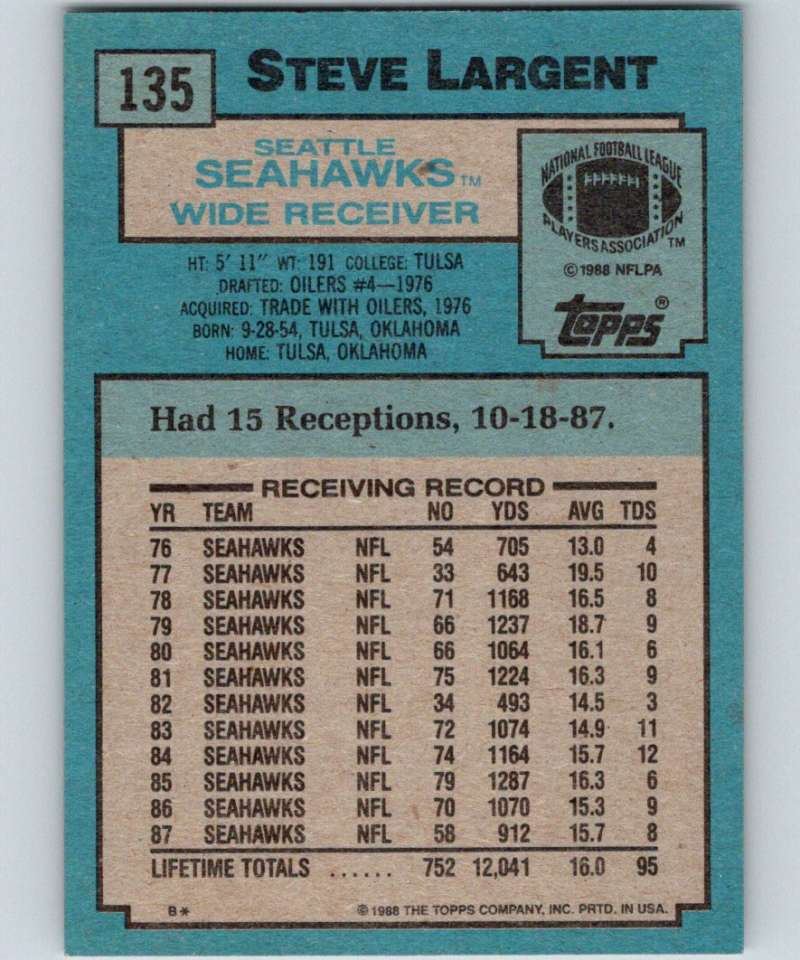 135
STEVE LARGENT
SEATTLE
SEAHAWKS™
WIDE RECEIVER
NATIONAL FOOTBALL LEAGUE
PLAYERS ASSOCIATION™
©1988 NFLPA
Topps®
HT: 5' 11" WT: 191 COLLEGE: TULSA
DRAFTED: OILERS #4—1976
ACQUIRED: TRADE WITH OILERS, 1976
BORN: 9-28-54, TULSA, OKLAHOMA
HOME: TULSA, OKLAHOMA
Had 15 Receptions, 10-18-87.
RECEIVING RECORD
YR TEAM NO YDS AVG TDS
76 SEAHAWKS NFL 54 705 13.0 4
77 SEAHAWKS NFL 33 643 19.5 10
78 SEAHAWKS NFL 71 1168 16.5 8
79 SEAHAWKS NFL 66 1237 18.7 9
80 SEAHAWKS NFL 66 1064 16.1 6
81 SEAHAWKS NFL 75 1224 16.3 9
82 SEAHAWKS NFL 34 493 14.5 3
83 SEAHAWKS NFL 72 1074 14.9 11
84 SEAHAWKS NFL 74 1164 15.7 12
85 SEAHAWKS NFL 79 1287 16.3 6
86 SEAHAWKS NFL 70 1070 15.3 9
87 SEAHAWKS NFL 58 912 15.7 8
LIFETIME TOTALS ...... 752 12,041 16.0 95
B* ©1988 THE TOPPS COMPANY, INC. PRTD. IN USA.